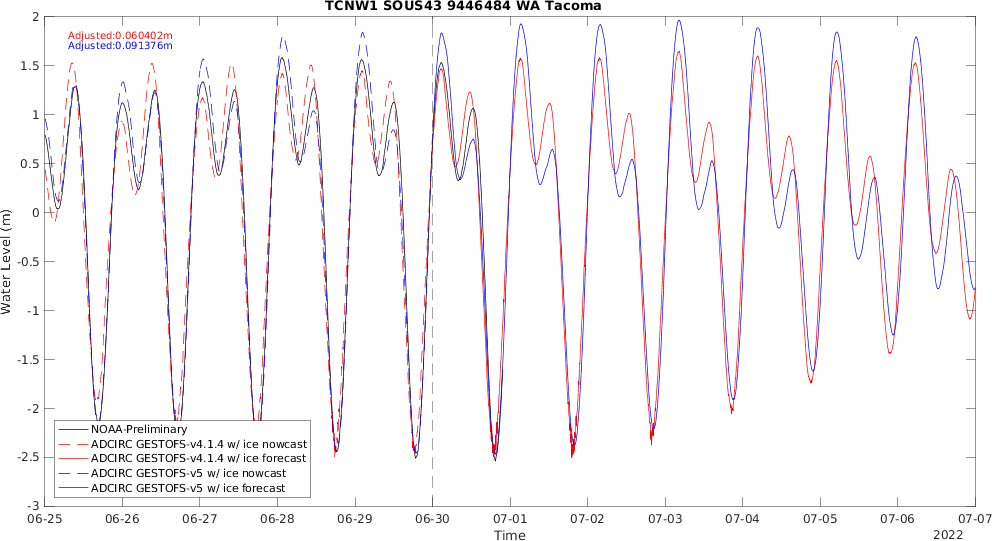 TCNW1 SOUS43 9446484 WA Tacoma
Adjusted:0.060402m
Adjusted:0.091376m
2
1.5
1
0.5
0
-0.5
-1
-1.5
-2
-2.5
-3
Water Level (m)
NOAA-Preliminary
ADCIRC GESTOFS-v4.1.4 w/ ice nowcast
ADCIRC GESTOFS-v4.1.4 w/ ice forecast
ADCIRC GESTOFS-v5 w/ ice nowcast
ADCIRC GESTOFS-v5 w/ ice forecast
06-25 06-26 06-27 06-28 06-29 06-30 07-01 07-02 07-03 07-04 07-05 07-06 07-07
Time
2022